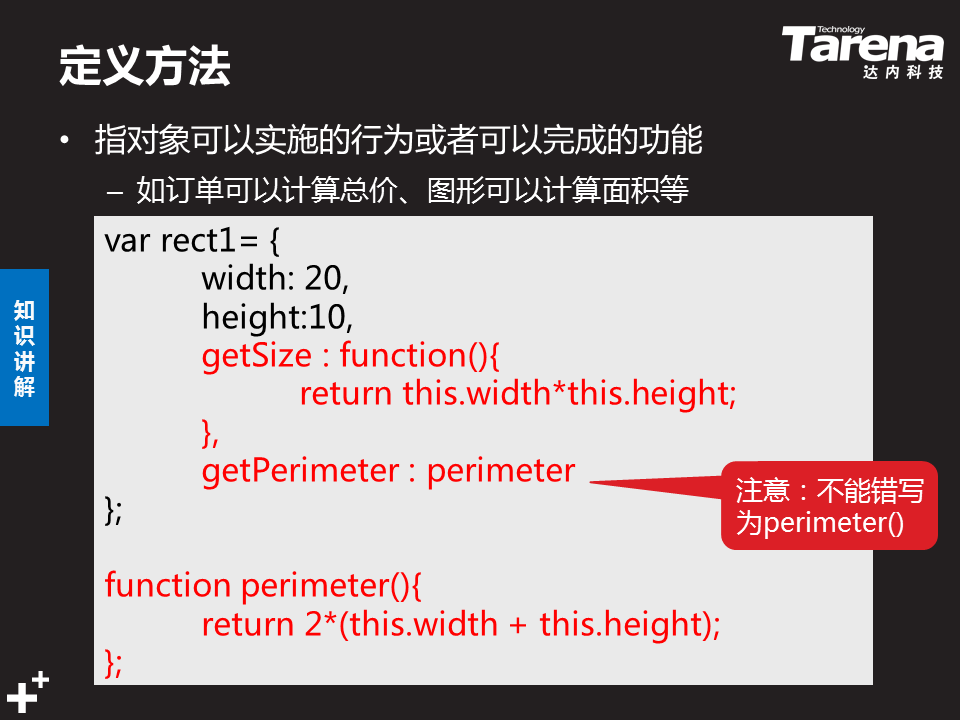 定义方法
Technology
Tarena
达内科技
• 指对象可以实施的行为或者可以完成的功能
– 如订单可以计算总价、图形可以计算面积等
知识讲解
var rect1= {
width: 20,
height:10,
getSize : function(){
return this.width*this.height;
},
getPerimeter : perimeter
};
注意：不能错写
为perimeter()
function perimeter(){
return 2*(this.width + this.height);
};